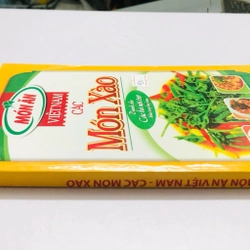 MÓN ĂN
VIỆT NAM
CÁC
Món Xào
MÓN ĂN VIỆT NAM - CÁC MÓN XÀO